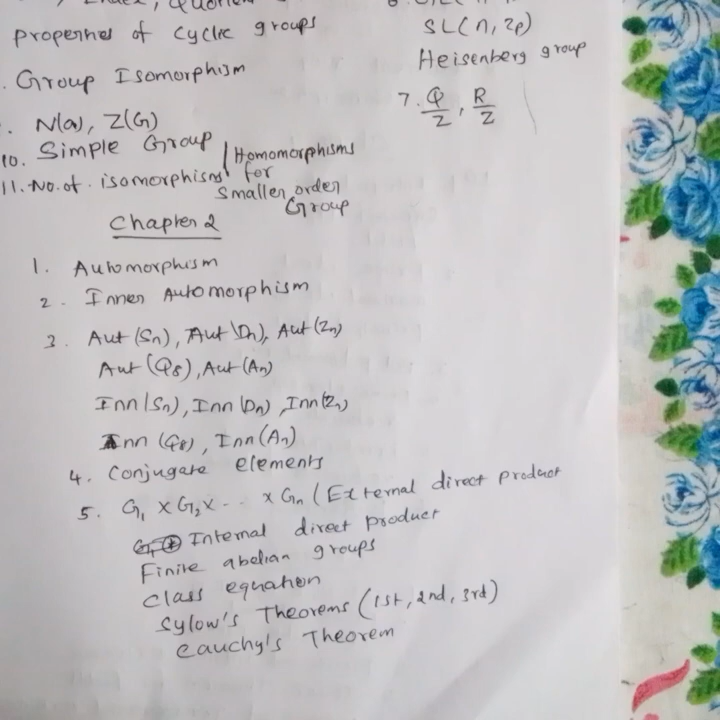 Properties of Cyclic groups
Group Isomorphism
N(a), Z(G)
10. Simple Group
11. No. of isomorphisms / Homomorphisms for
Smaller order
Group
SL(n, Zp)
Heisenberg group
7. Q/Z, R/Z
Chapter 2
1. Automorphism
2. Inner Automorphism
3. Aut(Sn), Aut(Dn), Aut(Zn)
Aut(Q8), Aut(An)
Inn(Sn), Inn(Dn), Inn(Zn)
Inn(Q8), Inn(An)
4. Conjugate elements
5. G1 x G2 x - - x Gn (External direct product
Internal direct product
Finite abelian groups
Class equation
Sylow's Theorems (1st, 2nd, 3rd)
Cauchy's Theorem